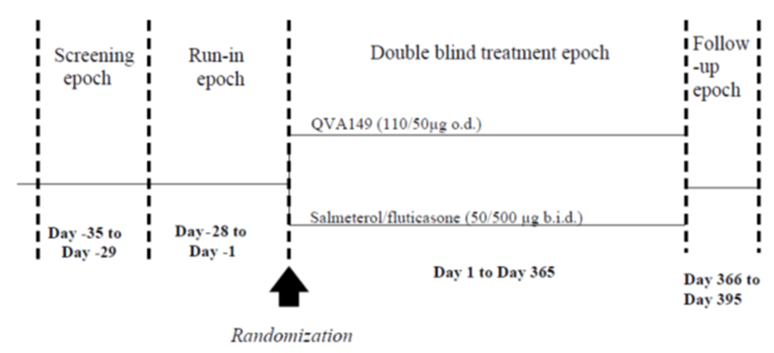 Screening
epoch
Run-in
epoch
Double blind treatment epoch
Follow
-up
epoch
QVA149 (110/50µg o.d.)
Salmeterol/fluticasone (50/500 µg b.i.d.)
Day -35 to
Day -29
Day-28 to
Day -1
Day 1 to Day 365
Day 366 to
Day 395
Randomization